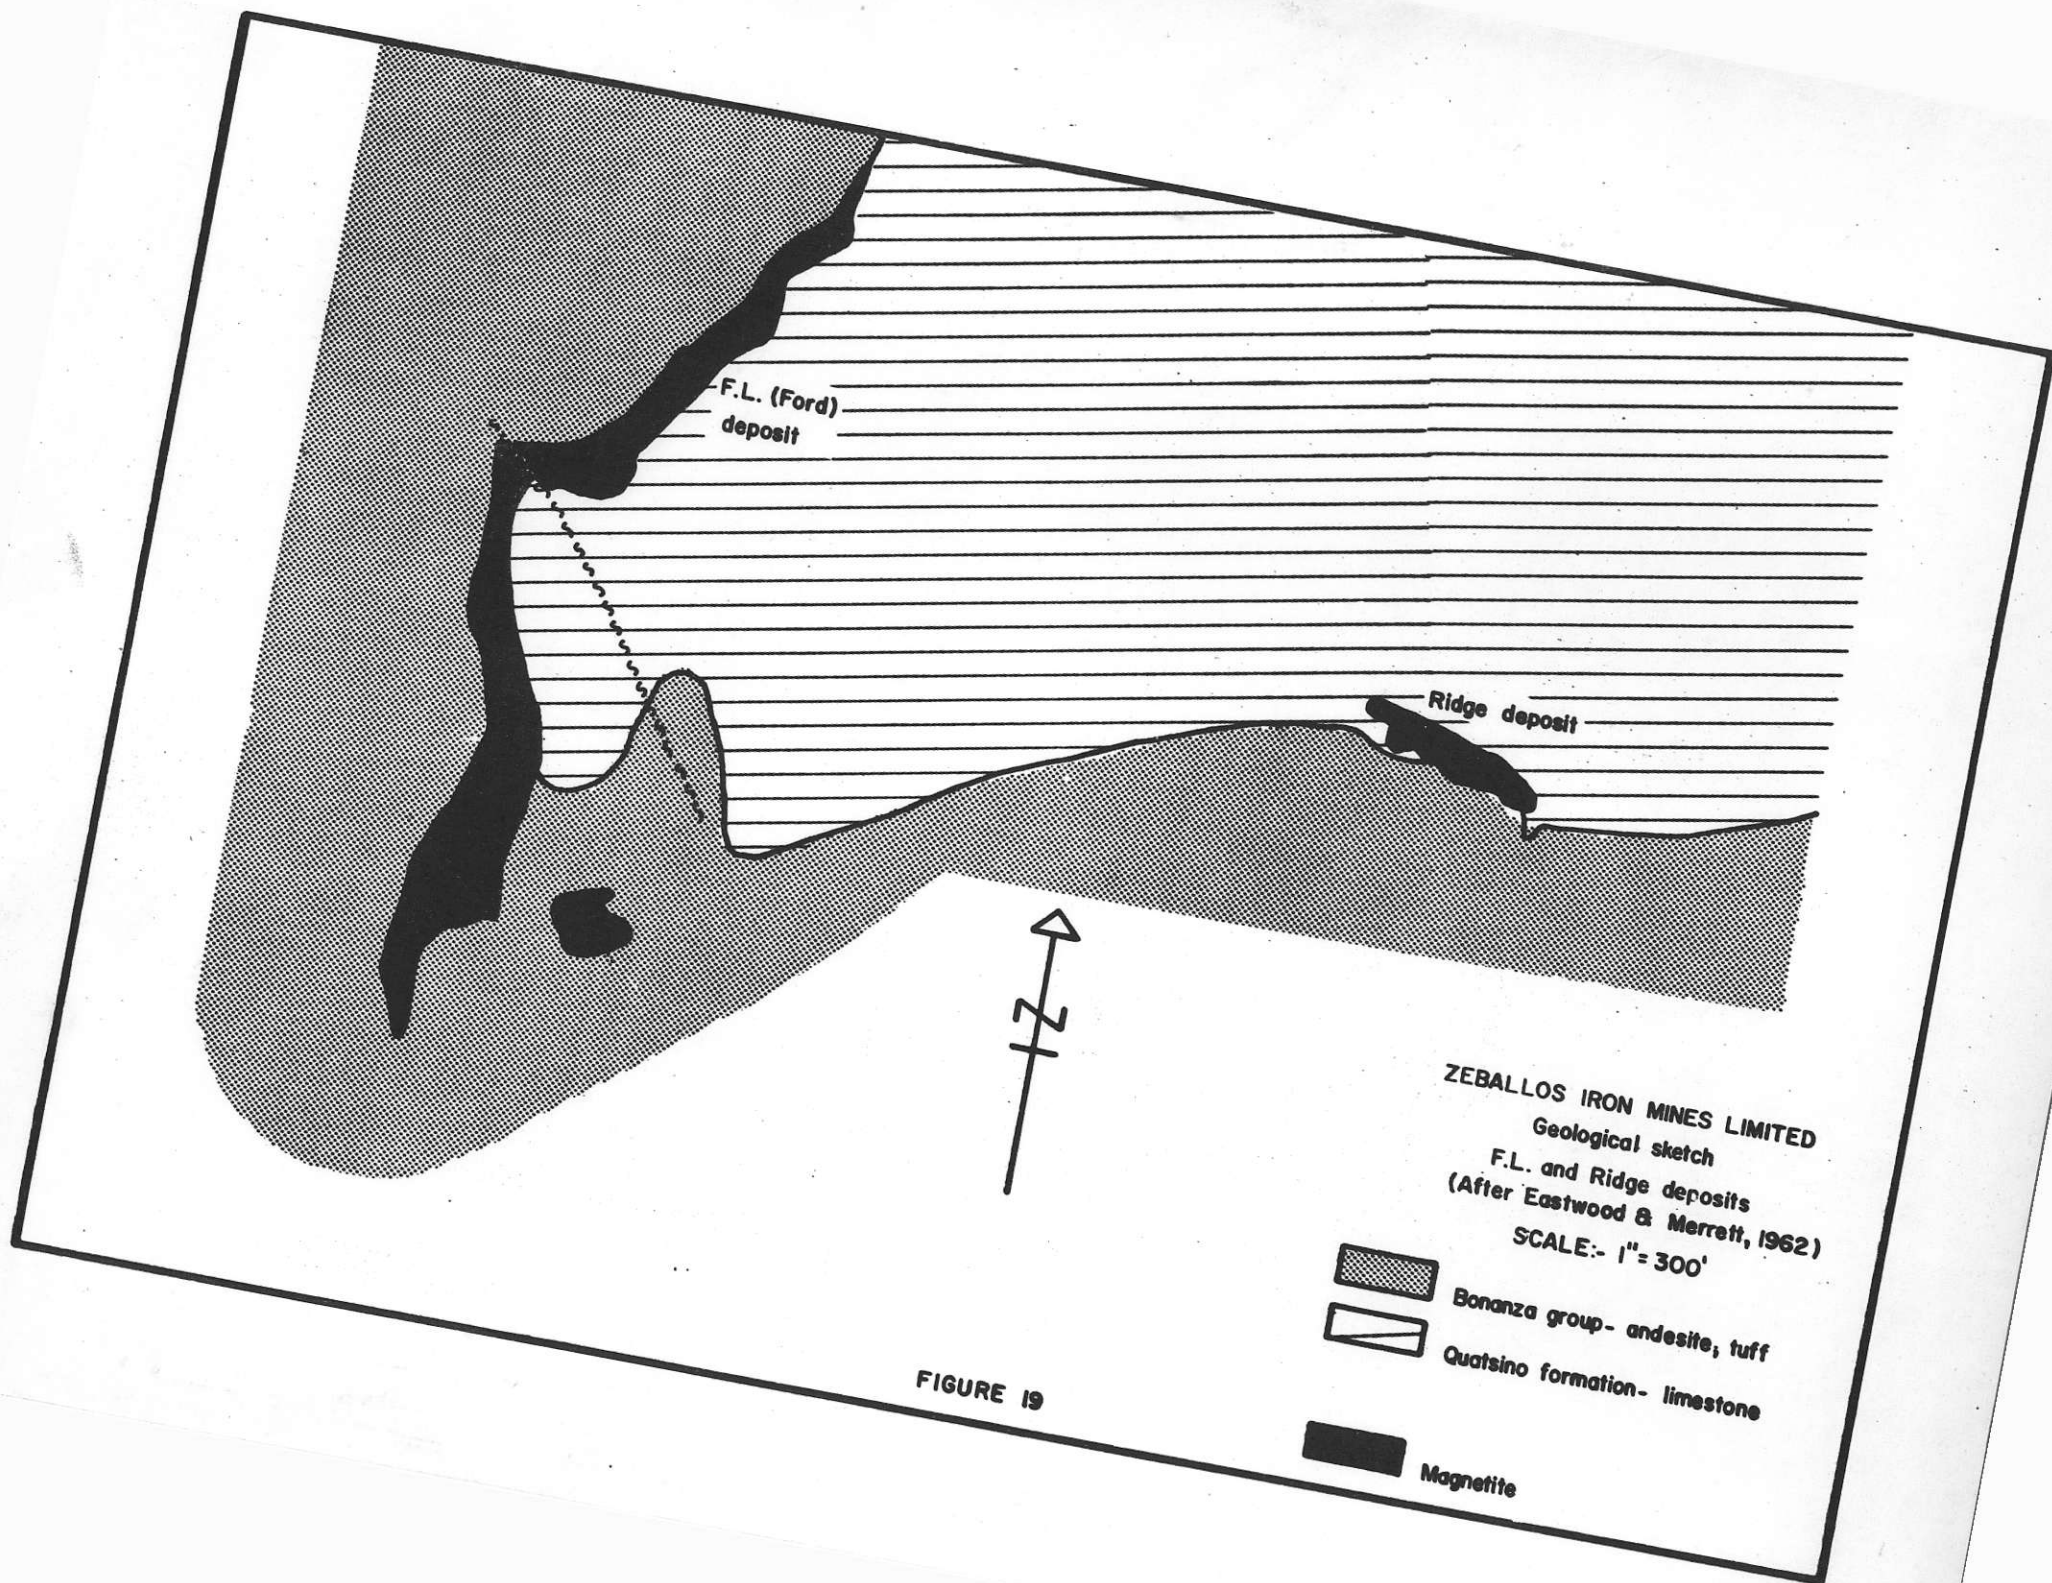 F.L. (Ford)
deposit
Ridge deposit
N
ZEBALLOS IRON MINES LIMITED
Geological sketch
F.L. and Ridge deposits
(After Eastwood & Merrett, 1962)
SCALE:- 1"= 300'
Bonanza group- andesite, tuff
Quatsino formation- limestone
Magnetite
FIGURE 19